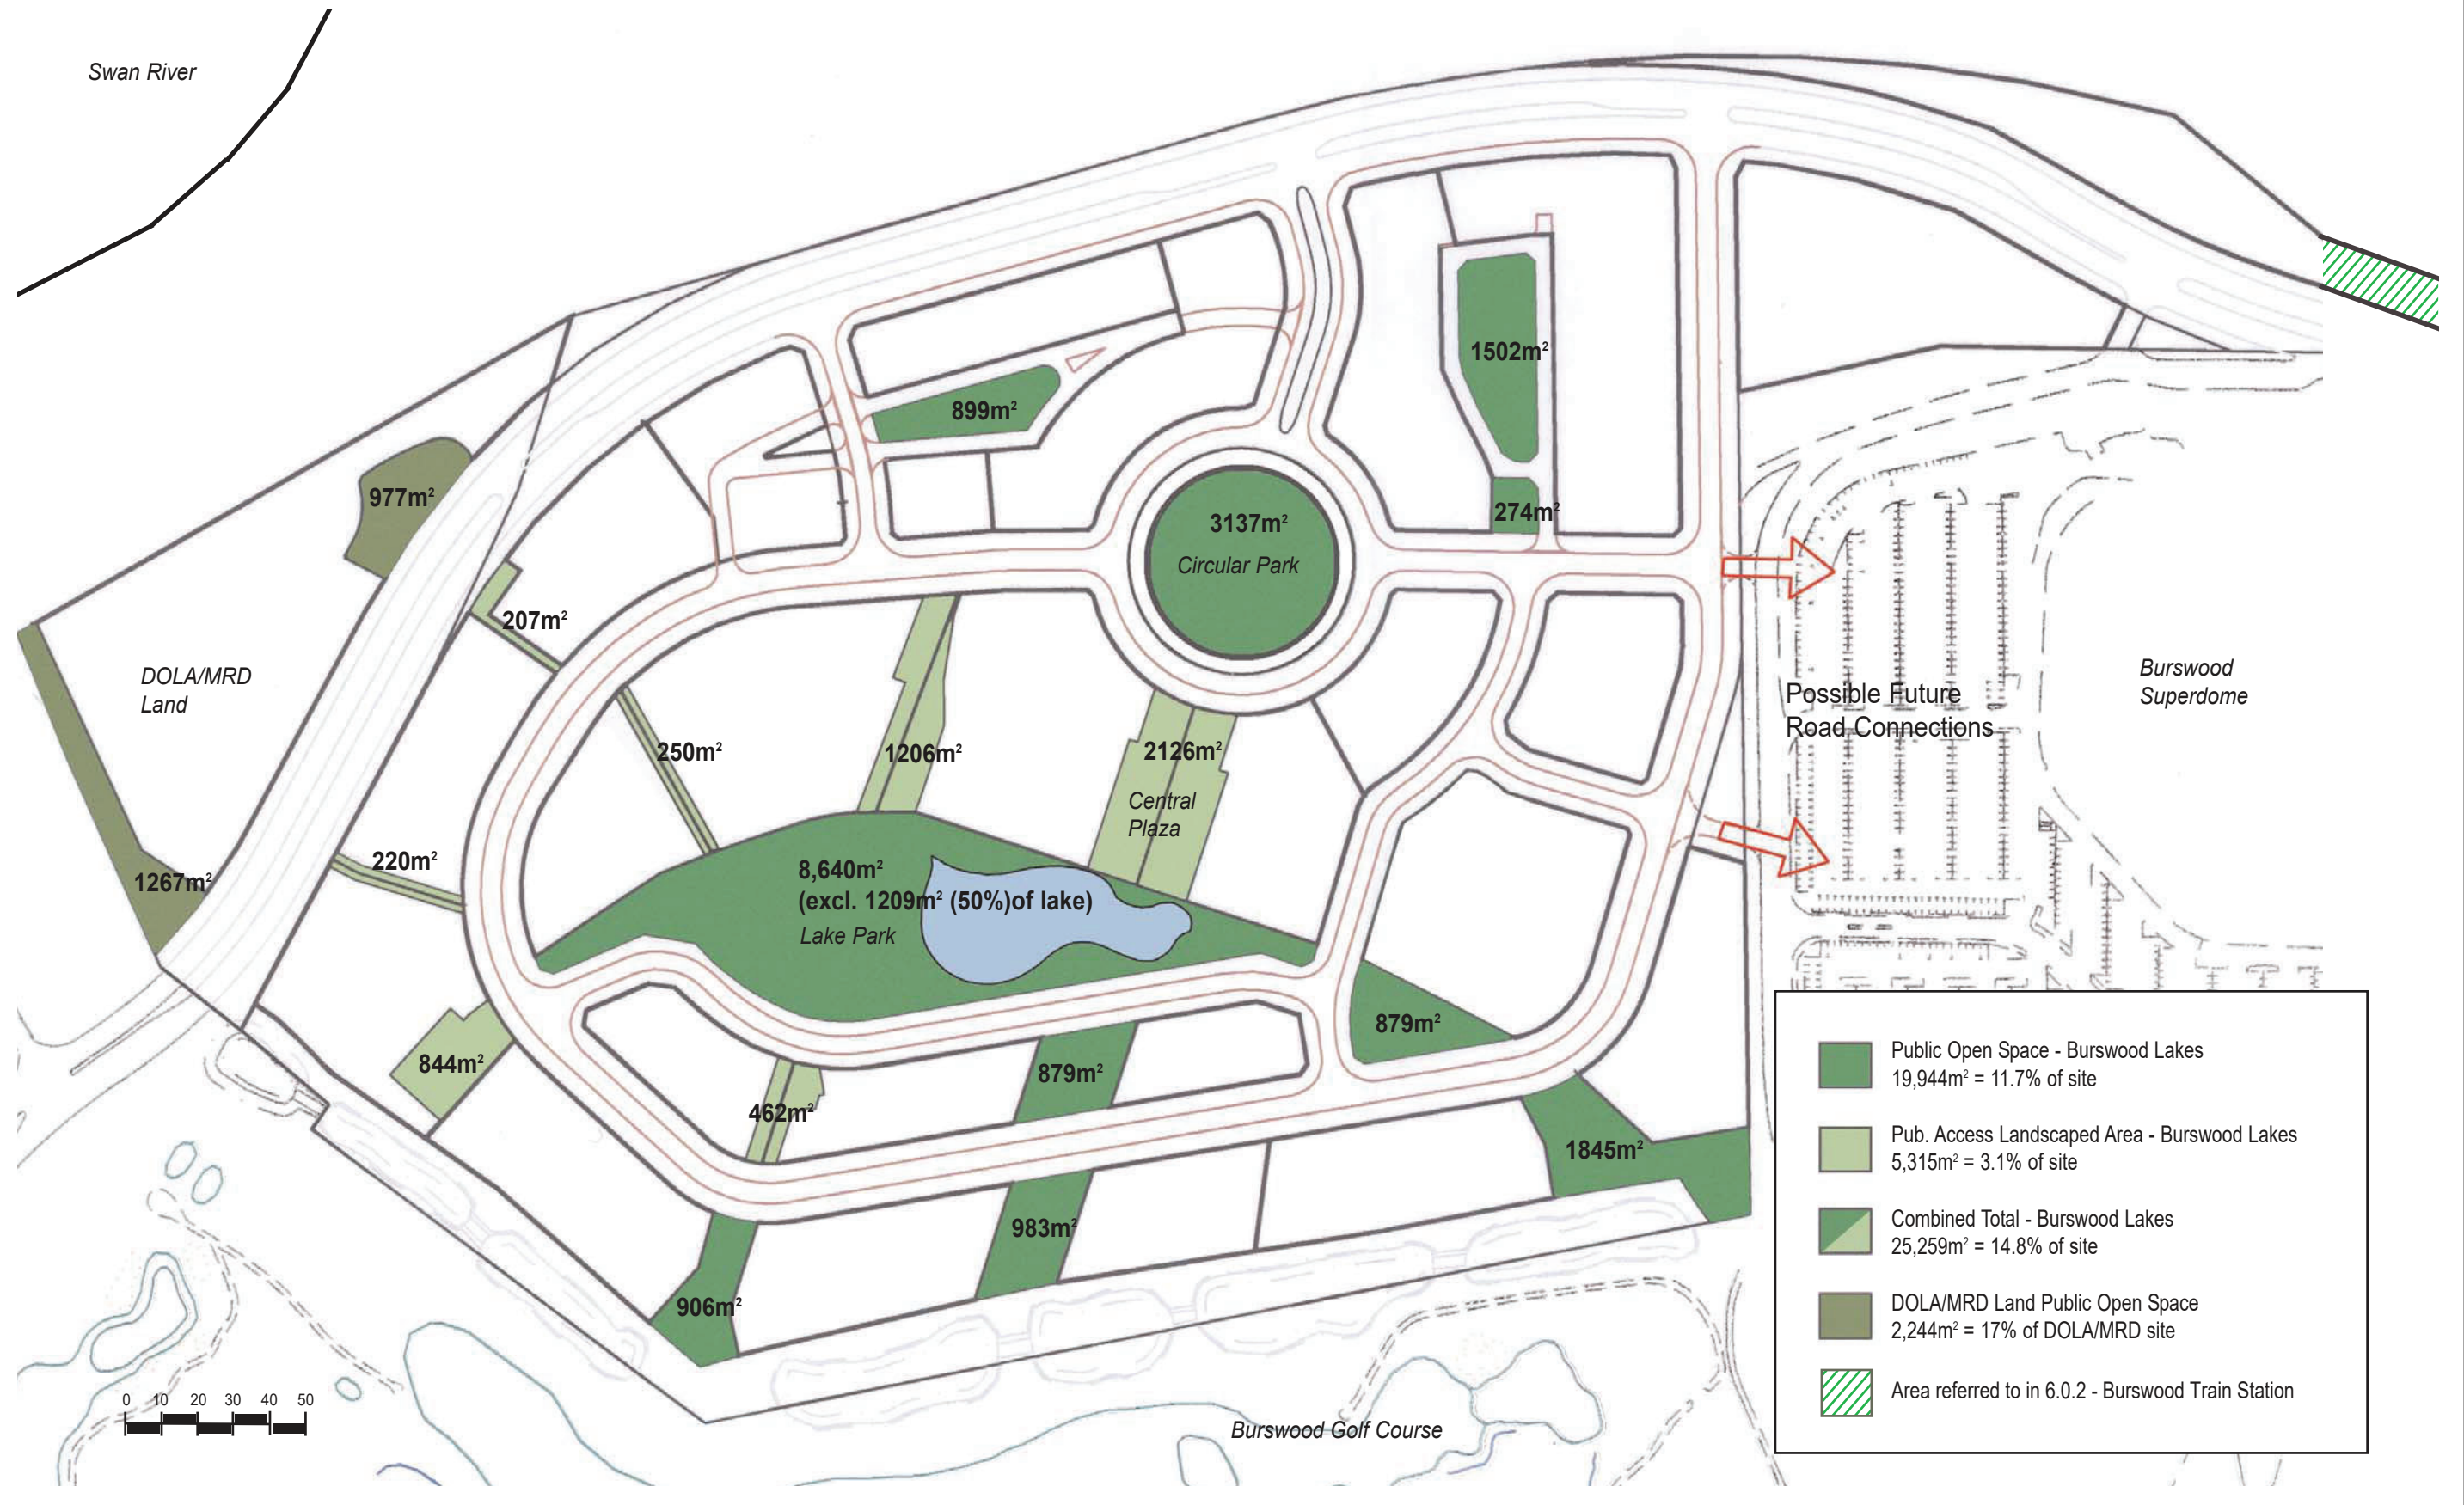 Swan River
1502m²
899m²
977m²
274m²
3137m²
Circular Park
207m²
DOLA/MRD
Land
Burswood
Superdome
Possible Future
Road Connections
250m²
1206m²
2126m²
Central
Plaza
220m²
1267m²
8,640m²
(excl. 1209m² (50%)of lake)
Lake Park
879m²
844m²
879m²
462m²
1845m²
983m²
906m²
Public Open Space - Burswood Lakes
19,944m² = 11.7% of site
Pub. Access Landscaped Area - Burswood Lakes
5,315m² = 3.1% of site
Combined Total - Burswood Lakes
25,259m² = 14.8% of site
DOLA/MRD Land Public Open Space
2,244m² = 17% of DOLA/MRD site
Area referred to in 6.0.2 - Burswood Train Station
0 10 20 30 40 50
Burswood Golf Course